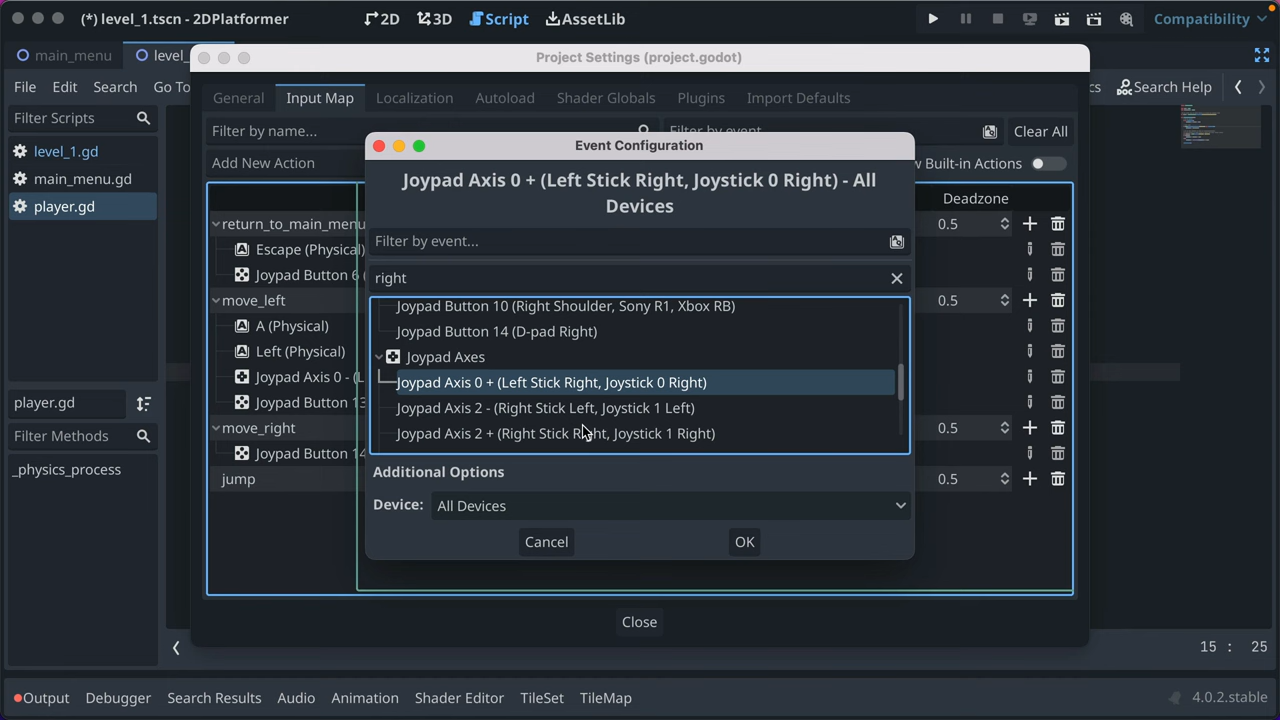 (*) level_1.tscn - 2DPlatformer
2D 3D Script AssetLib
Compatibility
main_menu level_
File Edit Search Go To
Search Help
Filter Scripts
level_1.gd
main_menu.gd
player.gd
player.gd
Filter Methods
_physics_process
Project Settings (project.godot)
General Input Map Localization Autoload Shader Globals Plugins Import Defaults
Filter by name... Filter by event... Clear All
Add New Action Built-in Actions
Deadzone
return_to_main_menu 0.5
Escape (Physical)
Joypad Button 6
move_left 0.5
A (Physical)
Left (Physical)
Joypad Axis 0 - (L
Joypad Button 13
move_right 0.5
Joypad Button 14
jump 0.5
Close
Event Configuration
Joypad Axis 0 + (Left Stick Right, Joystick 0 Right) - All
Devices
Filter by event...
right
Joypad Button 10 (Right Shoulder, Sony R1, Xbox RB)
Joypad Button 14 (D-pad Right)
Joypad Axes
Joypad Axis 0 + (Left Stick Right, Joystick 0 Right)
Joypad Axis 2 - (Right Stick Left, Joystick 1 Left)
Joypad Axis 2 + (Right Stick Right, Joystick 1 Right)
Additional Options
Device: All Devices
Cancel OK
15 : 25
Output Debugger Search Results Audio Animation Shader Editor TileSet TileMap
4.0.2.stable